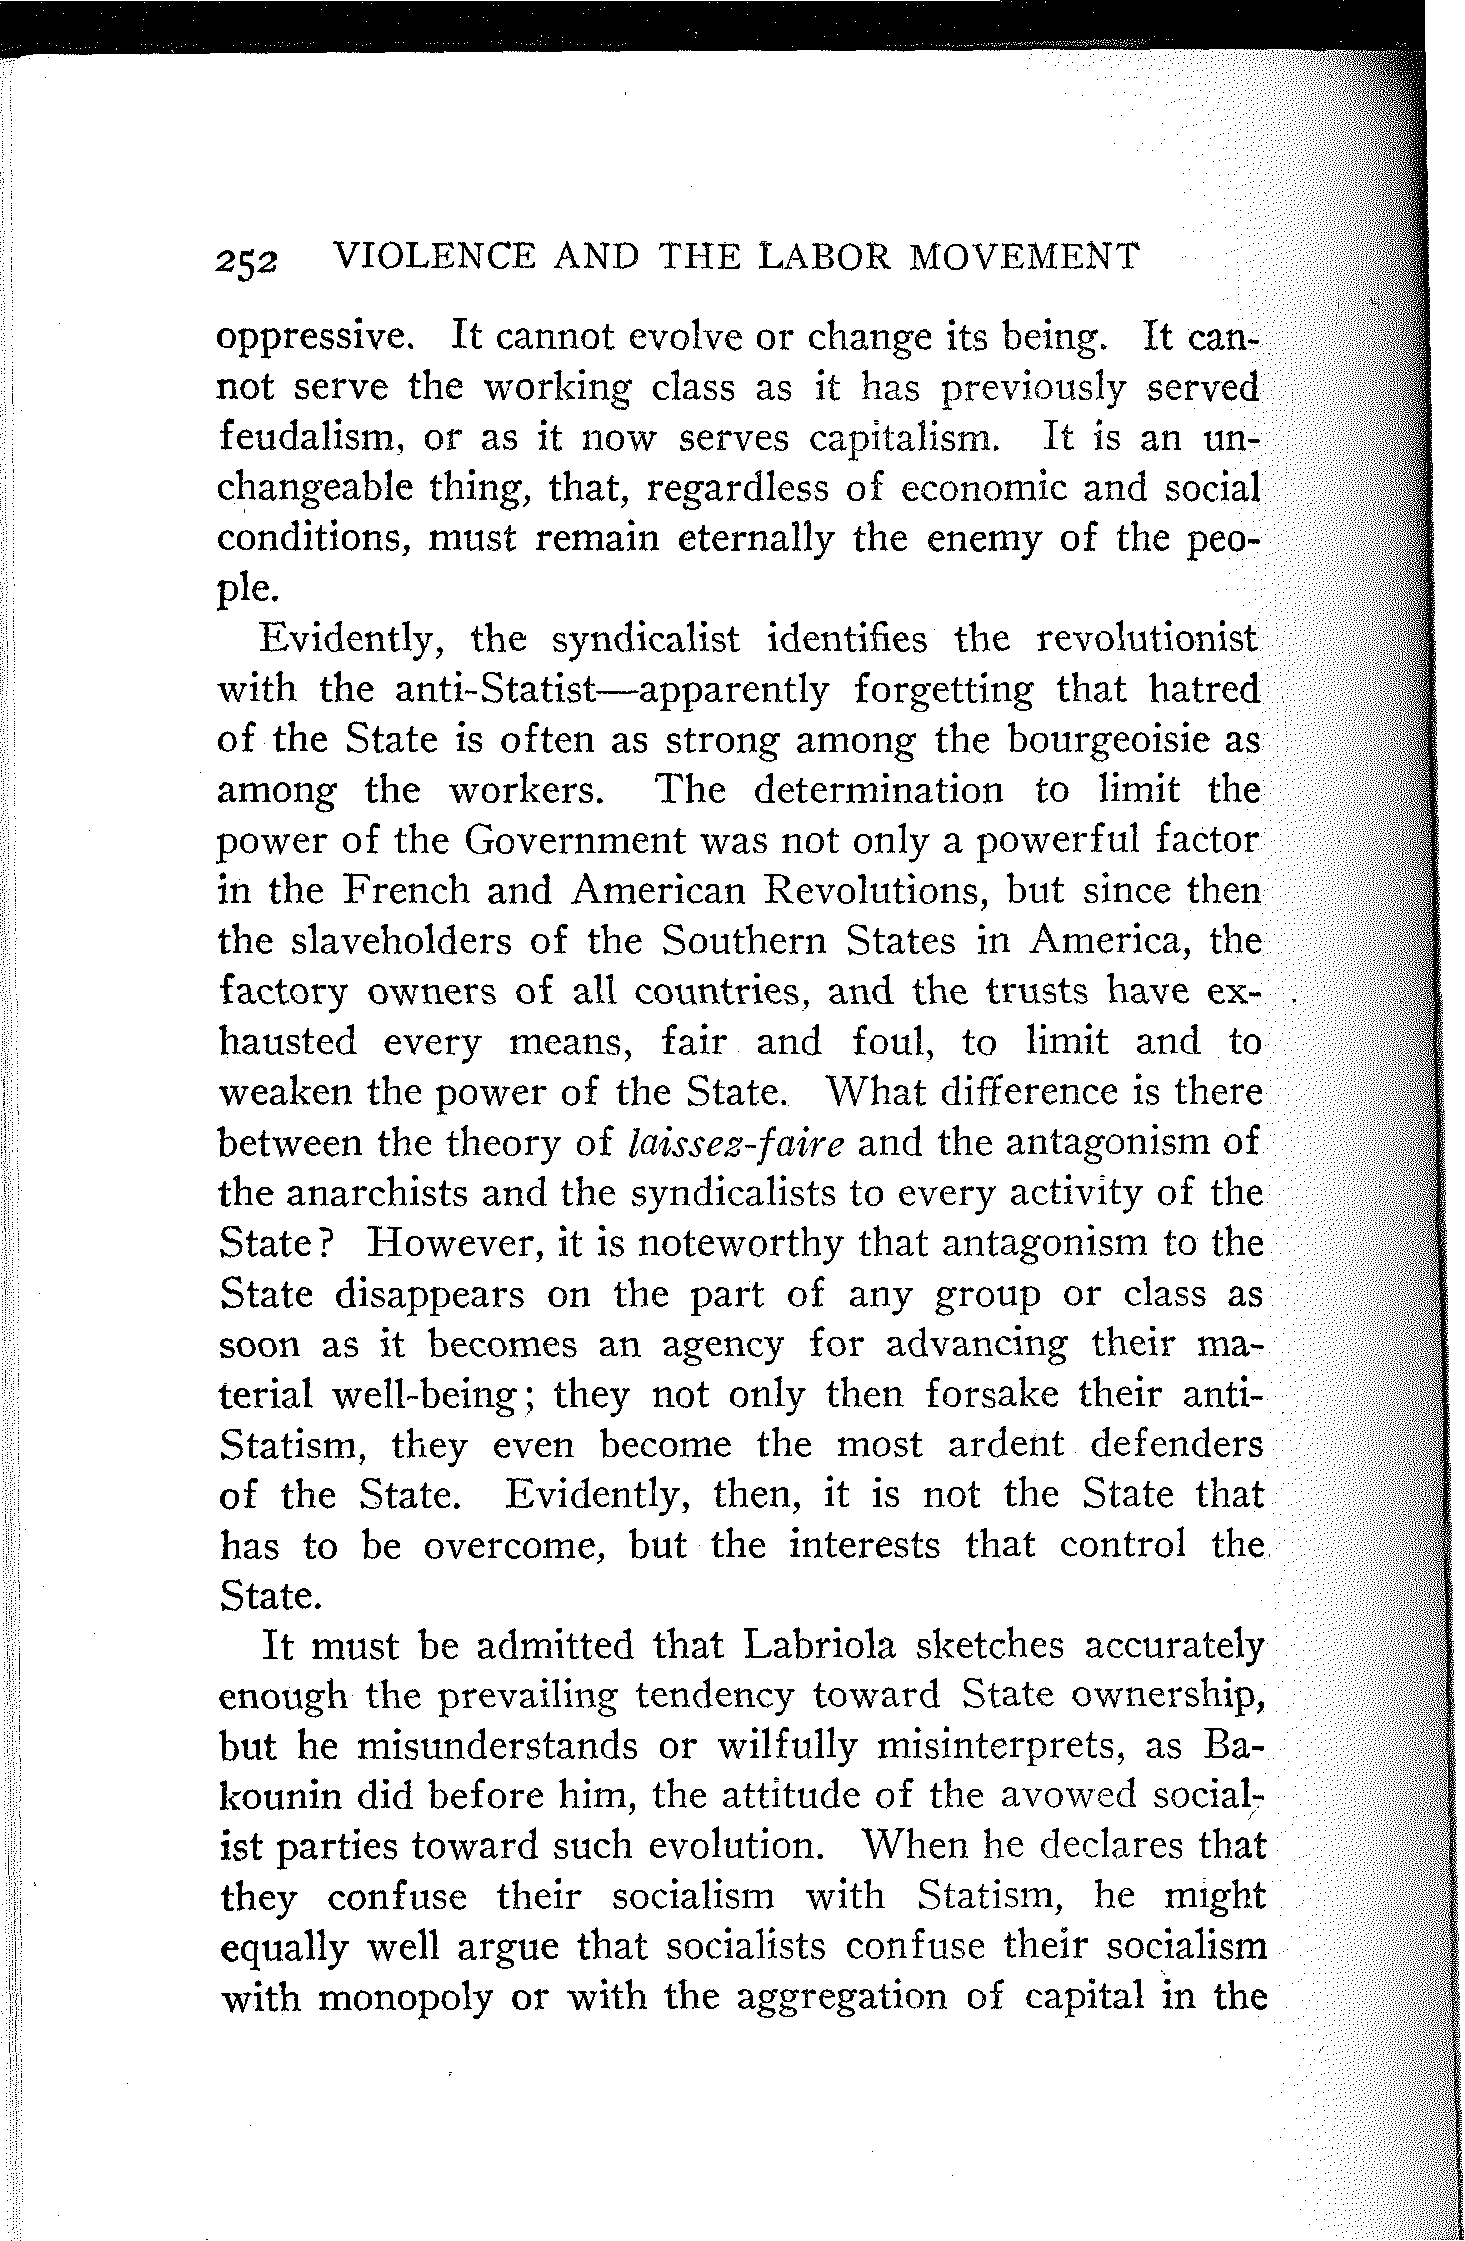 252 VIOLENCE AND THE LABOR MOVEMENT
oppressive. It cannot evolve or change its being. It can-
not serve the working class as it has previously served
feudalism, or as it now serves capitalism. It is an un-
changeable thing, that, regardless of economic and social
conditions, must remain eternally the enemy of the peo-
ple.
Evidently, the syndicalist identifies the revolutionist
with the anti-Statist—apparently forgetting that hatred
of the State is often as strong among the bourgeoisie as
among the workers. The determination to limit the
power of the Government was not only a powerful factor
in the French and American Revolutions, but since then
the slaveholders of the Southern States in America, the
factory owners of all countries, and the trusts have ex-
hausted every means, fair and foul, to limit and to
weaken the power of the State. What difference is there
between the theory of laissez-faire and the antagonism of
the anarchists and the syndicalists to every activity of the
State? However, it is noteworthy that antagonism to the
State disappears on the part of any group or class as
soon as it becomes an agency for advancing their ma-
terial well-being; they not only then forsake their anti-
Statism, they even become the most ardent defenders
of the State. Evidently, then, it is not the State that
has to be overcome, but the interests that control the
State.
It must be admitted that Labriola sketches accurately
enough the prevailing tendency toward State ownership,
but he misunderstands or wilfully misinterprets, as Ba-
kounin did before him, the attitude of the avowed social-
ist parties toward such evolution. When he declares that
they confuse their socialism with Statism, he might
equally well argue that socialists confuse their socialism
with monopoly or with the aggregation of capital in the